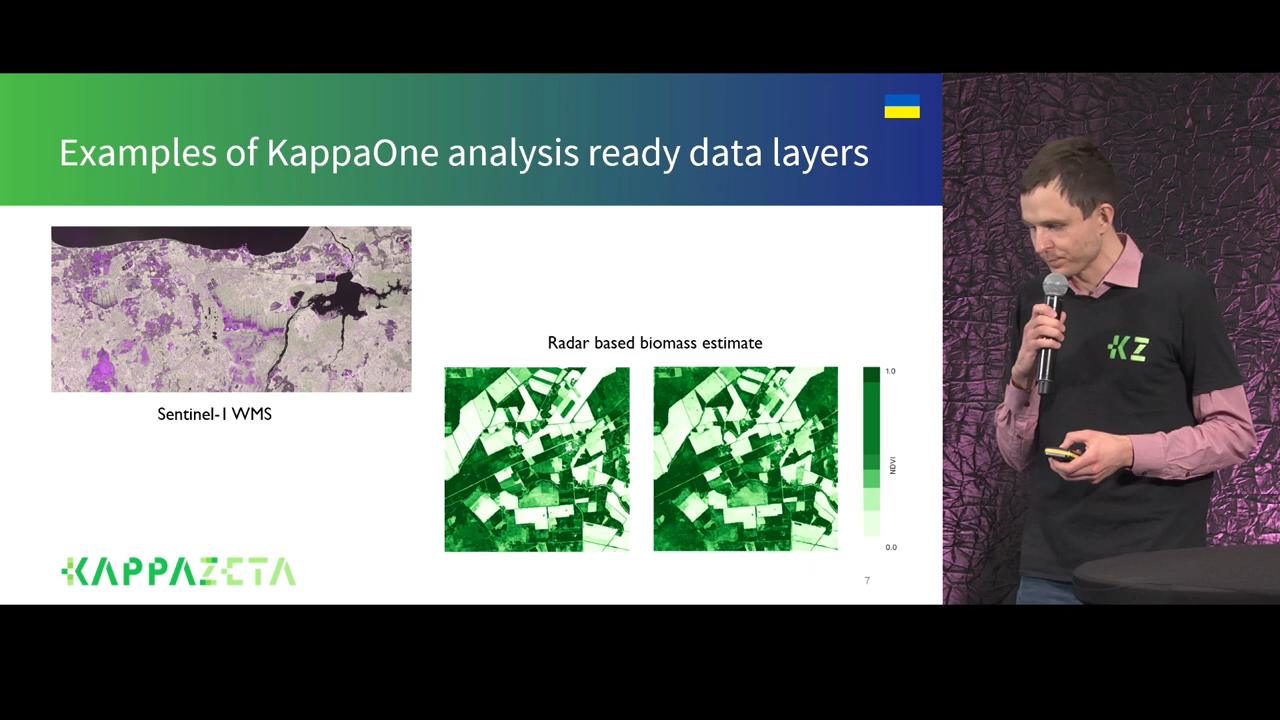 Examples of KappaOne analysis ready data layers
Sentinel-1 WMS
Radar based biomass estimate
1.0
NDVI
0.0
KAPPAZETA
7
KZ